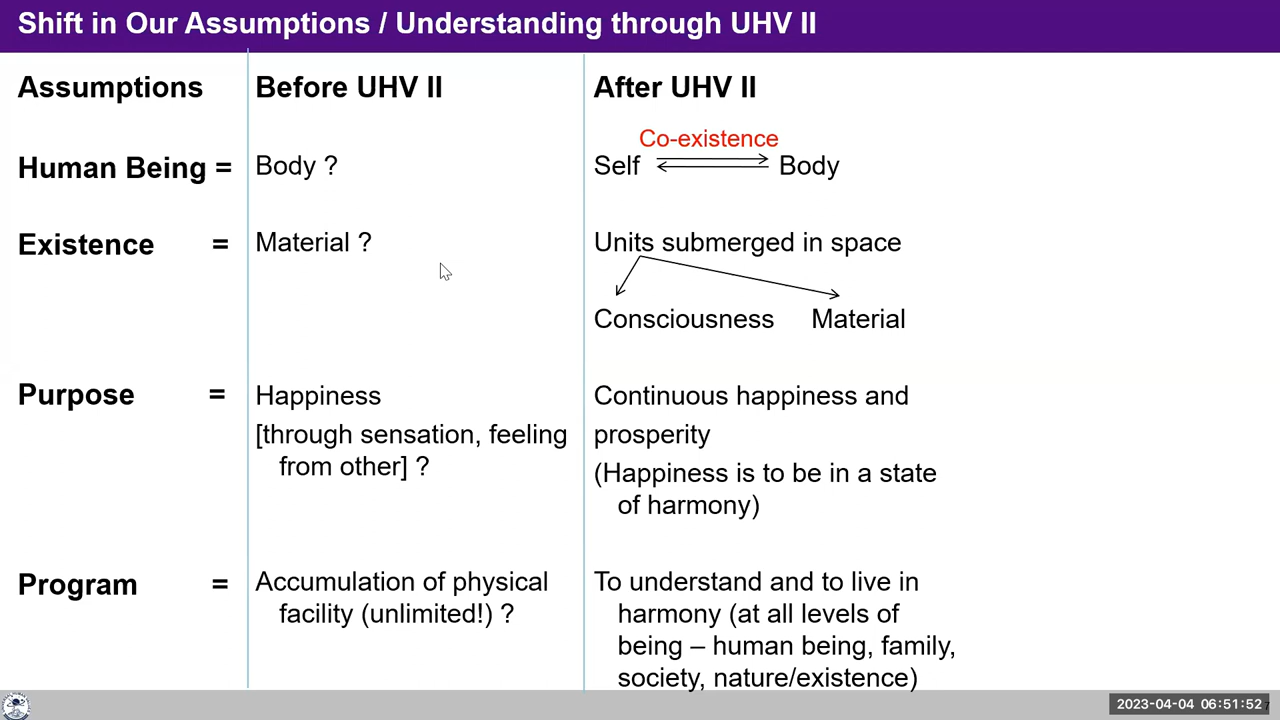 Shift in Our Assumptions / Understanding through UHV II
Assumptions Before UHV II After UHV II
Co-existence
Human Being = Body ? Self Body
Existence = Material ? Units submerged in space
Consciousness Material
Purpose = Happiness Continuous happiness and
[through sensation, feeling prosperity
from other] ? (Happiness is to be in a state
of harmony)
Program = Accumulation of physical To understand and to live in
facility (unlimited!) ? harmony (at all levels of
being – human being, family,
society, nature/existence)
2023-04-04 06:51:52 7